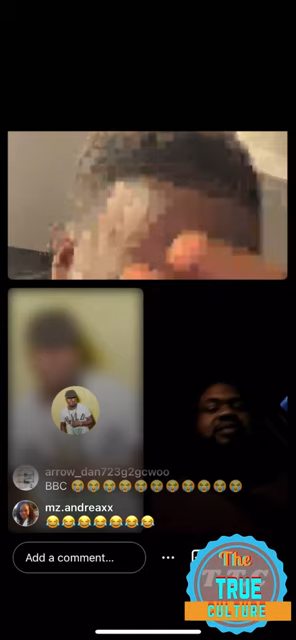 arrow_dan723g2gcwoo
BBC 😭😭😭😭😭😭😭😭😭😭😭
mz.andreaxx
😂😂😂😂😂😂😂
Add a comment…
The
T.T.C
TRUE
CULTURE